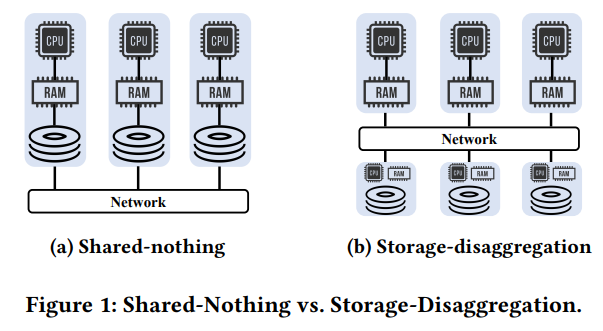 CPU CPU CPU
RAM RAM RAM
Network
(a) Shared-nothing
CPU CPU CPU
RAM RAM RAM
Network
CPU RAM CPU RAM CPU RAM
(b) Storage-disaggregation
Figure 1: Shared-Nothing vs. Storage-Disaggregation.